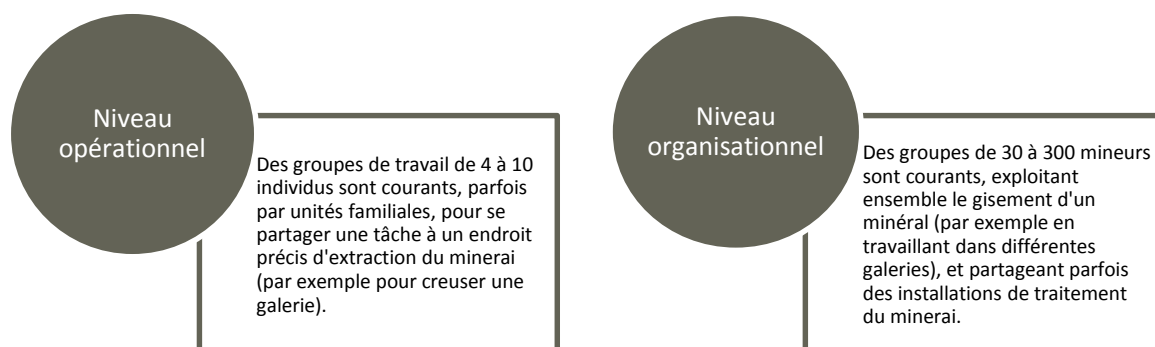 Niveau
opérationnel
Des groupes de travail de 4 à 10
individus sont courants, parfois
par unités familiales, pour se
partager une tâche à un endroit
précis d'extraction du minerai
(par exemple pour creuser une
galerie).
Niveau
organisationnel
Des groupes de 30 à 300 mineurs
sont courants, exploitant
ensemble le gisement d'un
minéral (par exemple en
travaillant dans différentes
galeries), et partageant parfois
des installations de traitement
du minerai.